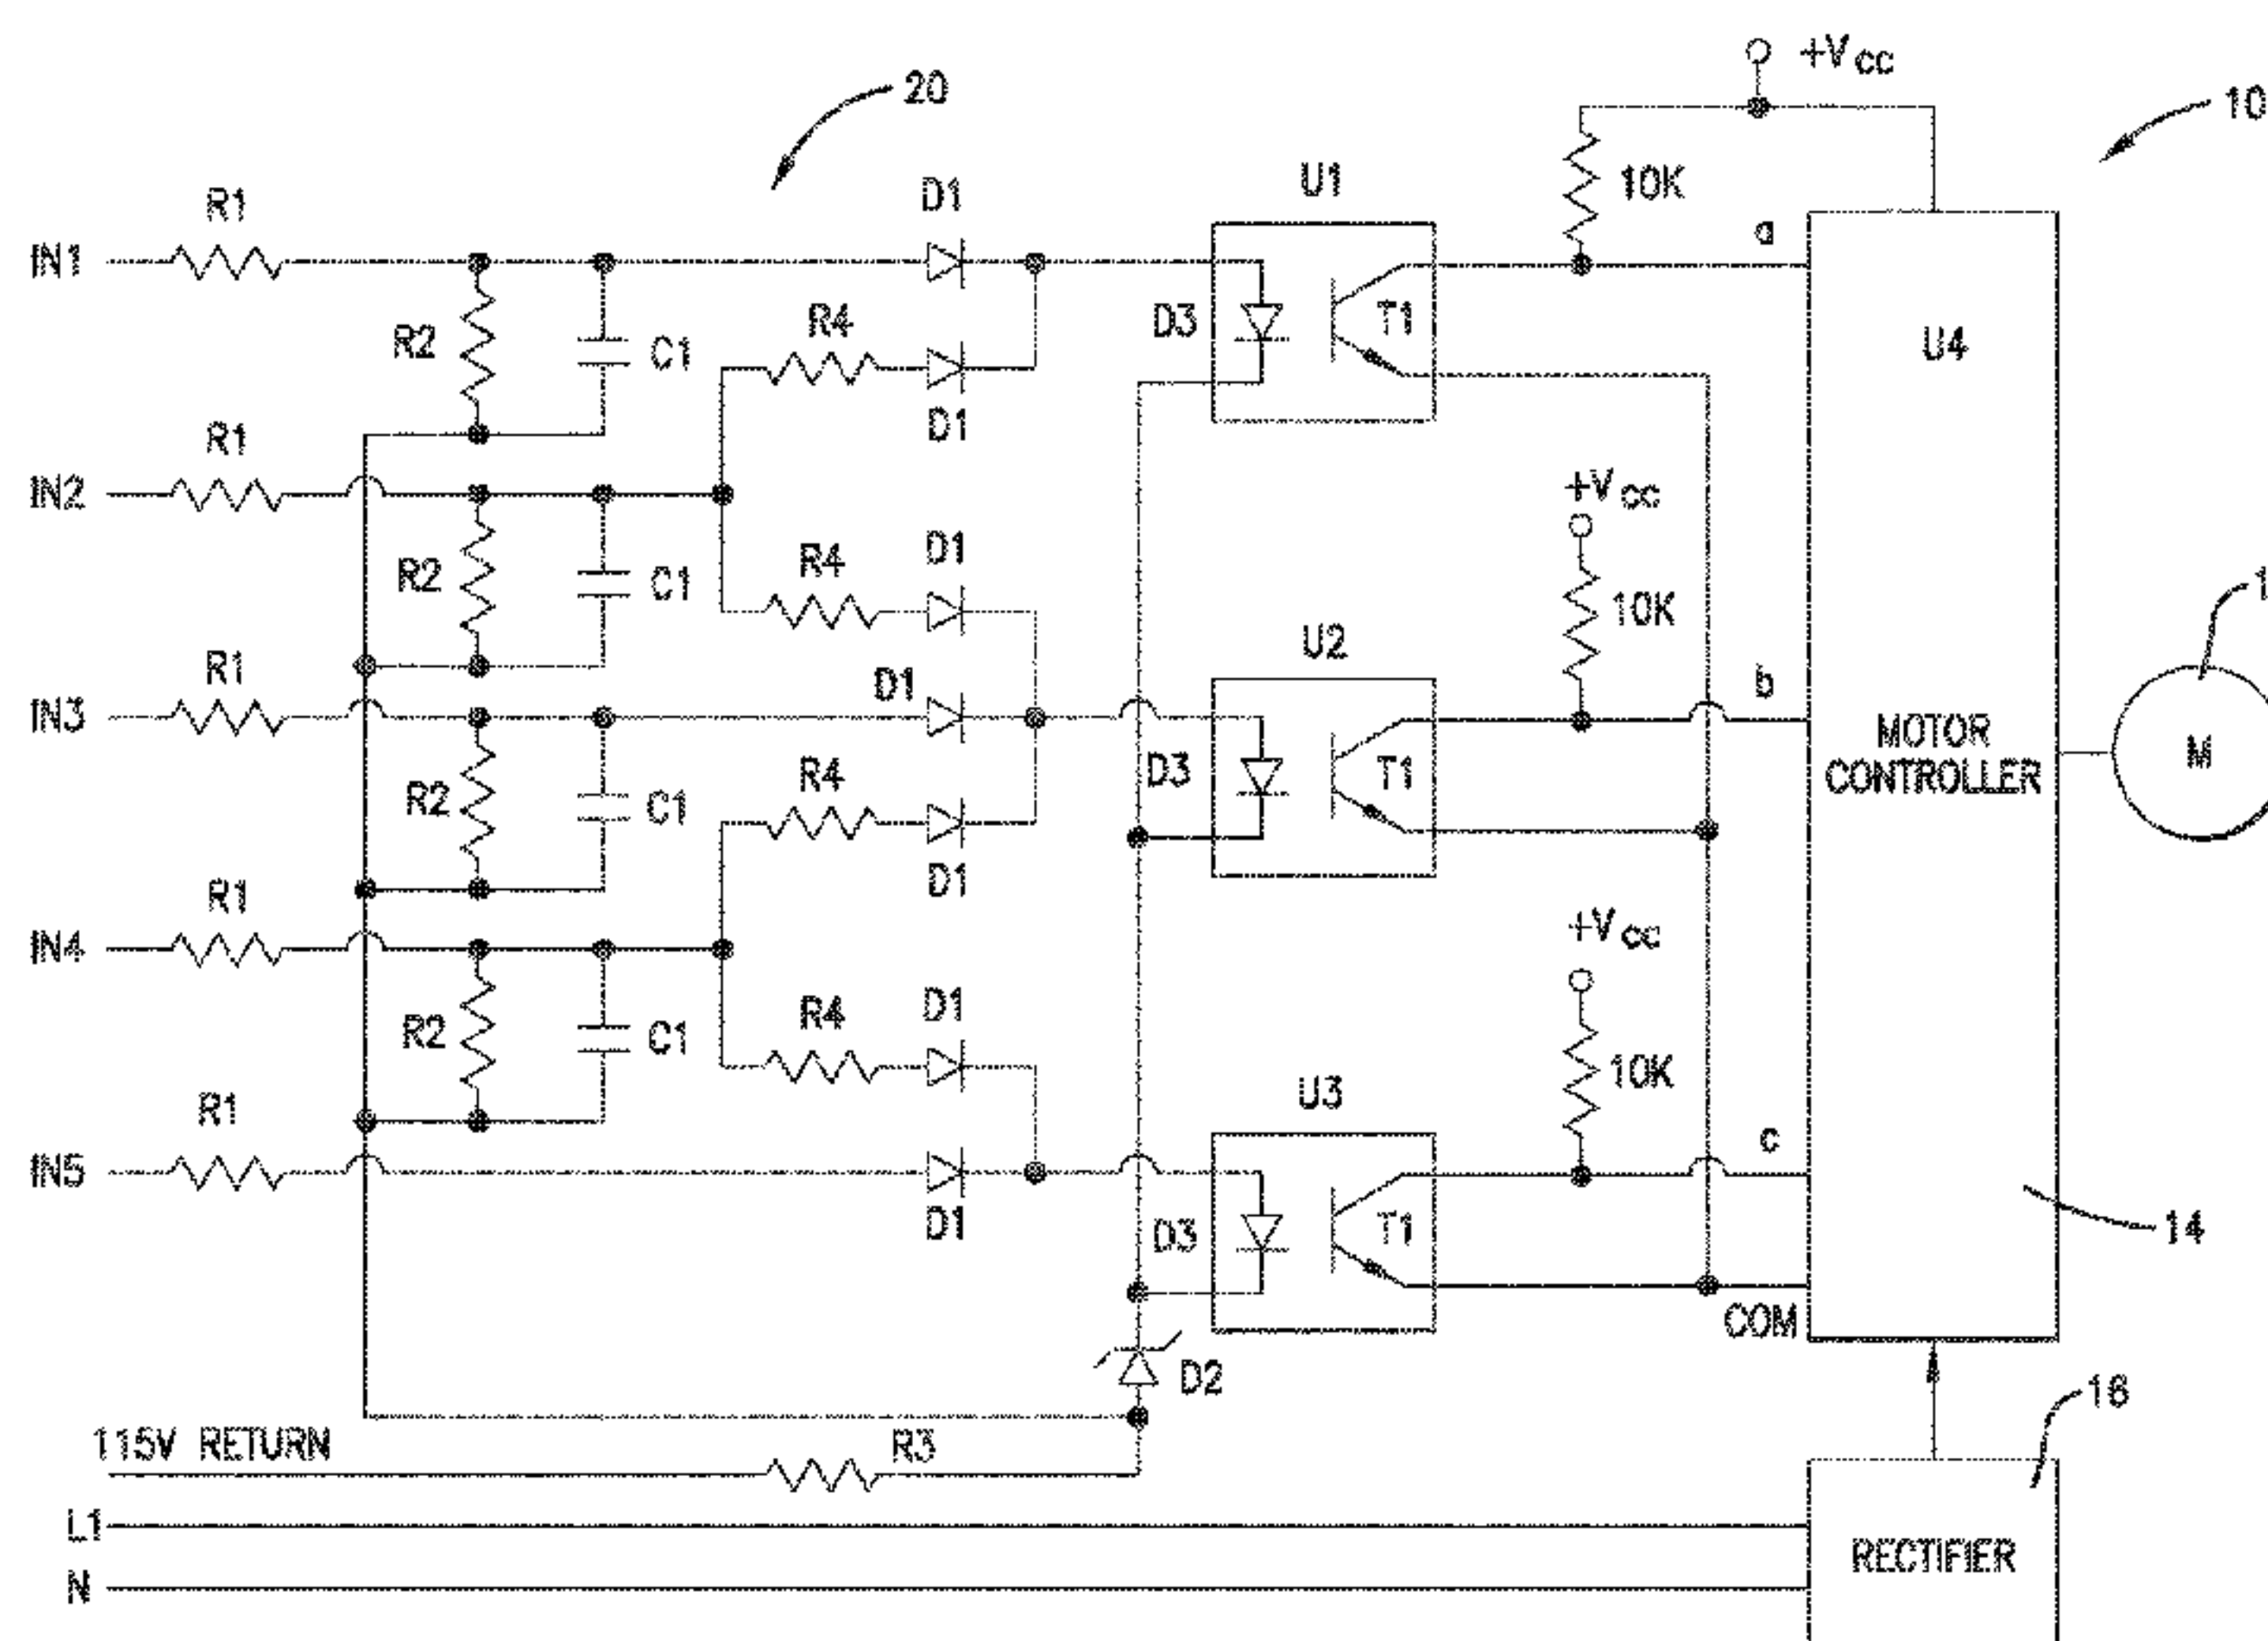 +Vcc
20
10
R1
D1
U1
10K
a
IN1
R2
C1
R4
D3
T1
U4
R1
D1
IN2
+Vcc
R2
C1
R4
D1
10K
R1
D1
U2
b
IN3
MOTOR
CONTROLLER
M
R2
C1
R4
D3
T1
R1
D1
IN4
+Vcc
R2
C1
R4
D1
10K
R1
U3
c
IN5
D1
D3
T1
14
COM
D2
16
115V RETURN
R3
L1
RECTIFIER
N